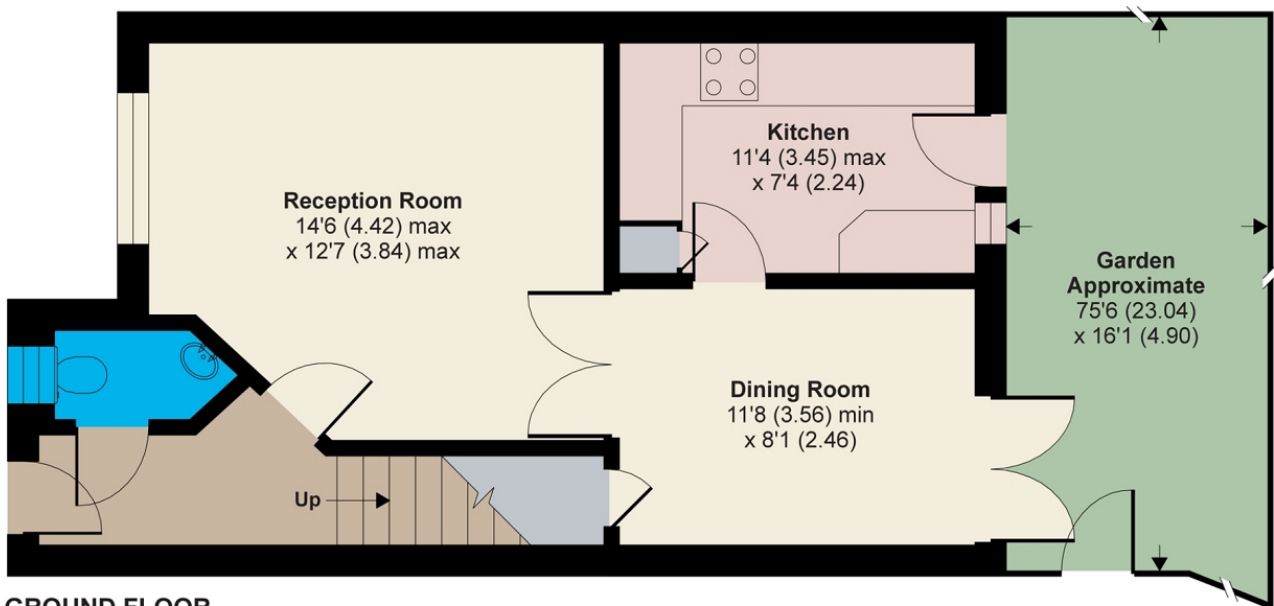 Reception Room
14'6 (4.42) max
x 12'7 (3.84) max
Kitchen
11'4 (3.45) max
x 7'4 (2.24)
Garden
Approximate
75'6 (23.04)
x 16'1 (4.90)
Dining Room
11'8 (3.56) min
x 8'1 (2.46)
Up
GROUND FLOOR